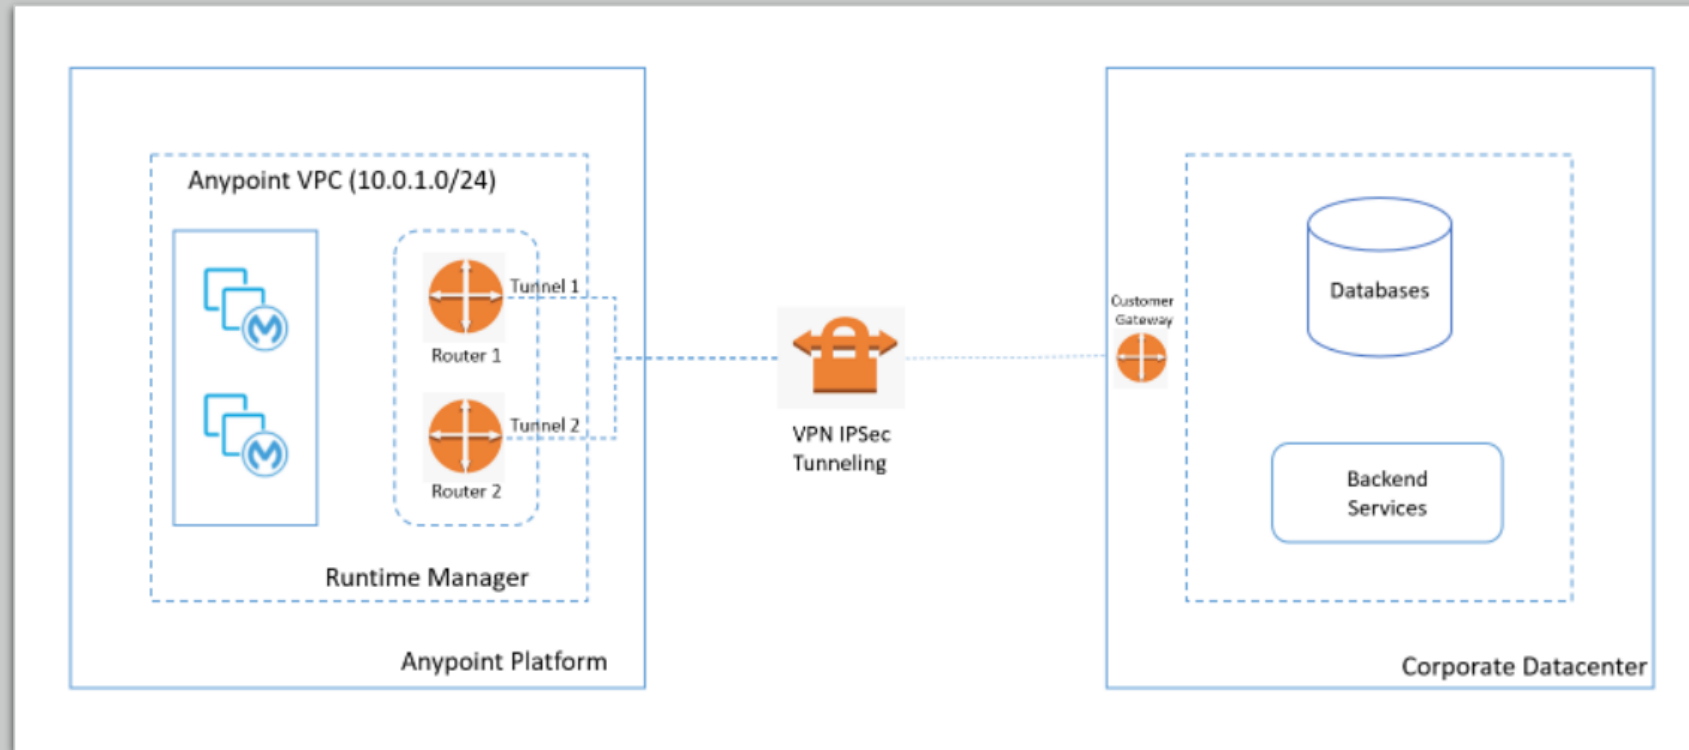 Anypoint VPC (10.0.1.0/24)
Tunnel 1
Router 1
Tunnel 2
Router 2
Runtime Manager
Anypoint Platform
VPN IPSec
Tunneling
Customer
Gateway
Databases
Backend
Services
Corporate Datacenter